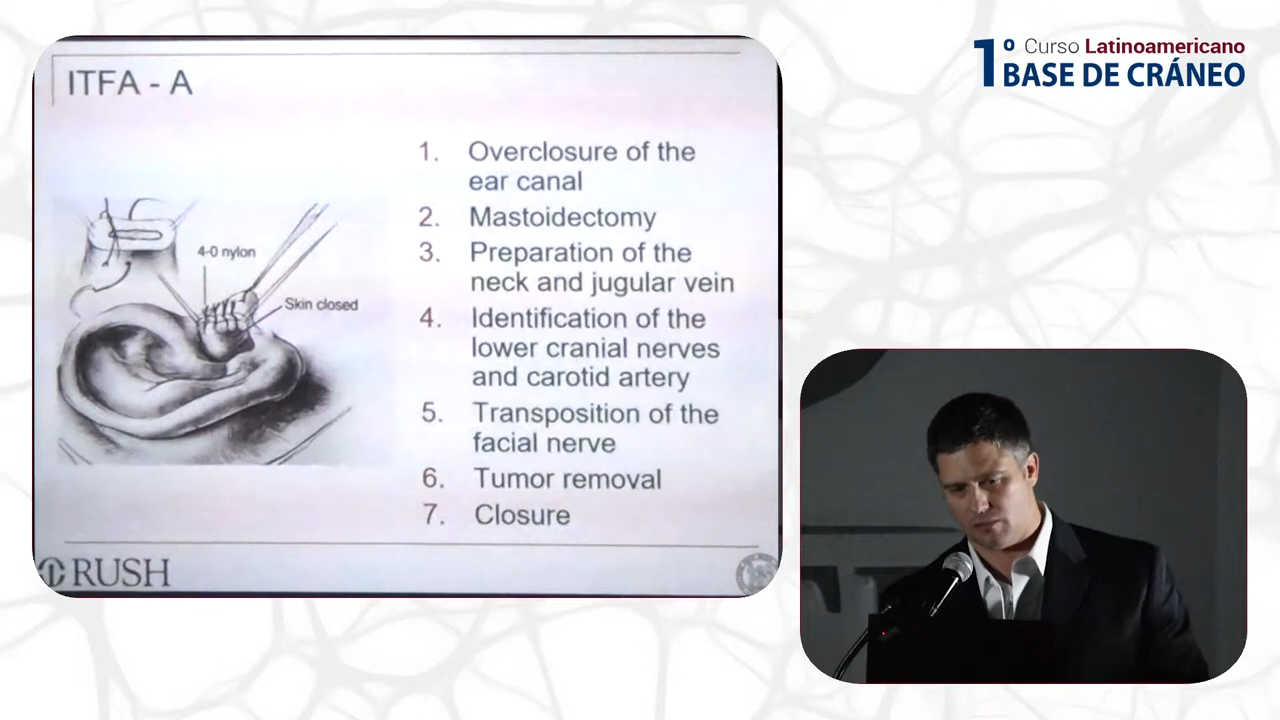 1º Curso Latinoamericano
BASE DE CRÁNEO
ITFA - A
1. Overclosure of the
ear canal
2. Mastoidectomy
3. Preparation of the
neck and jugular vein
4. Identification of the
lower cranial nerves
and carotid artery
5. Transposition of the
facial nerve
6. Tumor removal
7. Closure
4-0 nylon
Skin closed
RUSH